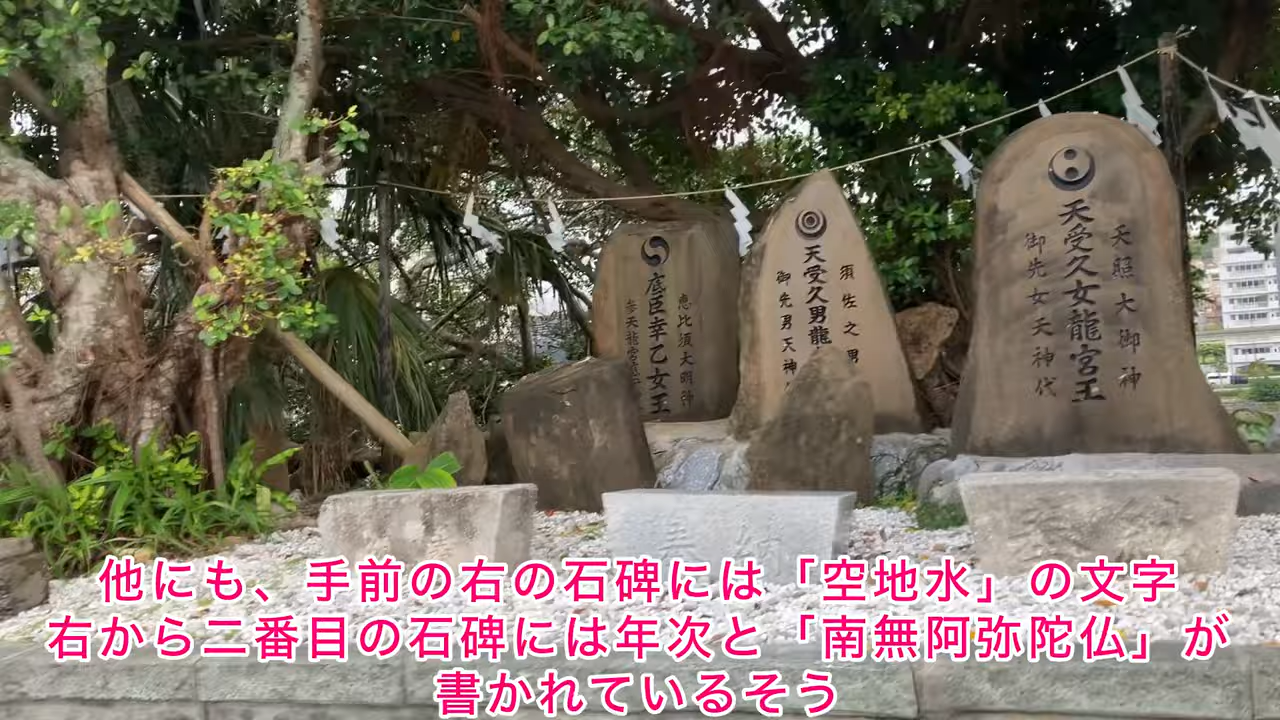 天照大御神
天受久女龍宮王
御先女天神代
須佐之男
天受久男龍
御先男天神
恵比須大明神
底臣幸乙女王
奉納
他にも、手前の右の石碑には「空地水」の文字
右から二番目の石碑には年次と「南無阿弥陀仏」が
書かれているそう